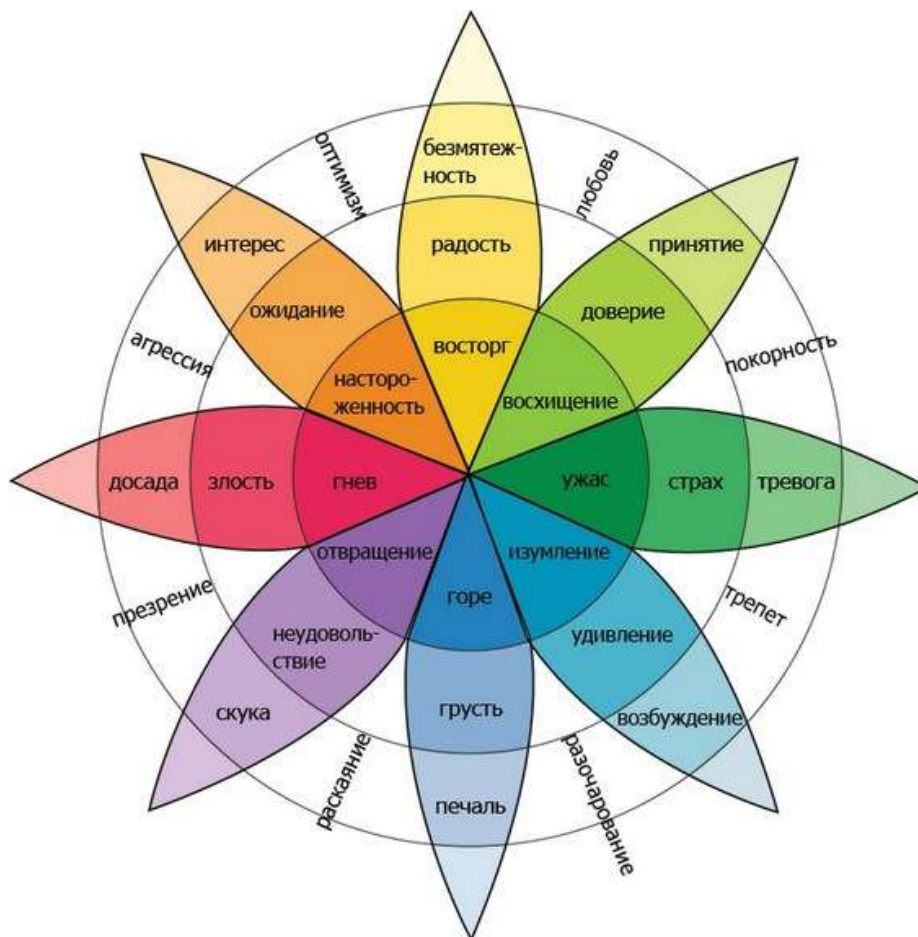 безмятеж-
ность
оптимизм
любовь
интерес
радость
принятие
ожидание
доверие
агрессия
восторг
покорность
насторо-
женность
восхищение
досада
злость
гнев
ужас
страх
тревога
отвращение
изумление
презрение
горе
трепет
неудоволь-
ствие
удивление
скука
грусть
возбуждение
раскаяние
разочарование
печаль